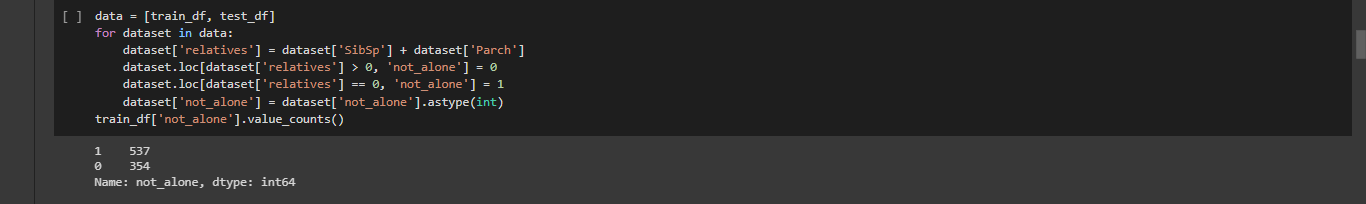 [ ] data = [train_df, test_df]
for dataset in data:
    dataset['relatives'] = dataset['SibSp'] + dataset['Parch']
    dataset.loc[dataset['relatives'] > 0, 'not_alone'] = 0
    dataset.loc[dataset['relatives'] == 0, 'not_alone'] = 1
    dataset['not_alone'] = dataset['not_alone'].astype(int)
train_df['not_alone'].value_counts()
1    537
0    354
Name: not_alone, dtype: int64